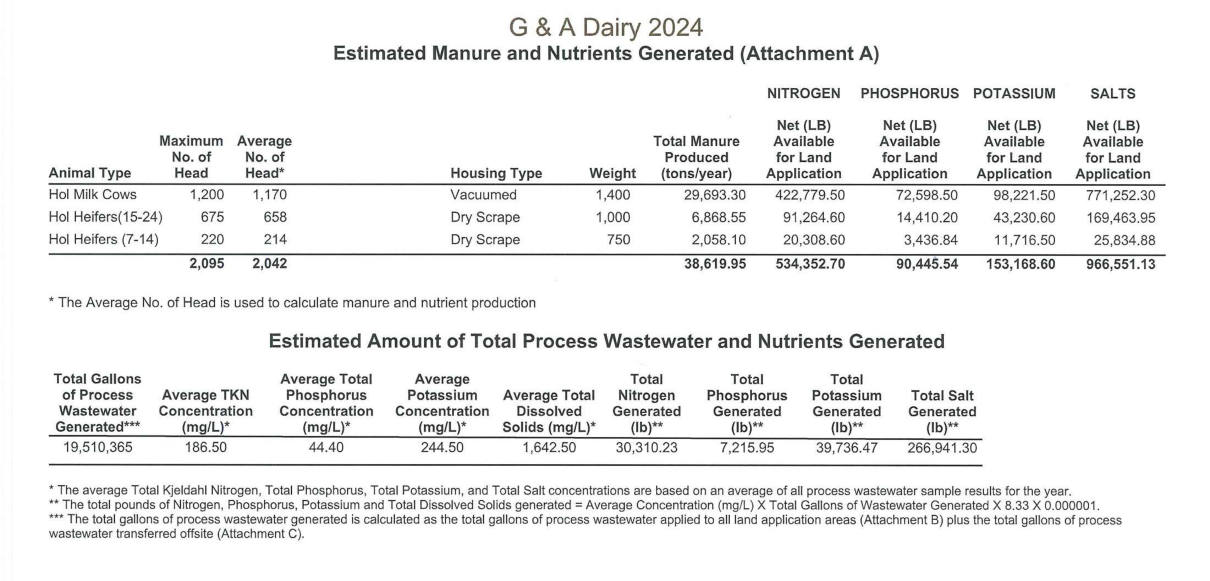 G & A Dairy 2024
Estimated Manure and Nutrients Generated (Attachment A)
NITROGEN PHOSPHORUS POTASSIUM SALTS
Animal Type Maximum No. of Head Average No. of Head* Housing Type Weight Total Manure Produced (tons/year) Net (LB) Available for Land Application Net (LB) Available for Land Application Net (LB) Available for Land Application Net (LB) Available for Land Application
Hol Milk Cows 1,200 1,170 Vacuumed 1,400 29,693.30 422,779.50 72,598.50 98,221.50 771,252.30
Hol Heifers(15-24) 675 658 Dry Scrape 1,000 6,868.55 91,264.60 14,410.20 43,230.60 169,463.95
Hol Heifers (7-14) 220 214 Dry Scrape 750 2,058.10 20,308.60 3,436.84 11,716.50 25,834.88
2,095 2,042 38,619.95 534,352.70 90,445.54 153,168.60 966,551.13
* The Average No. of Head is used to calculate manure and nutrient production
Estimated Amount of Total Process Wastewater and Nutrients Generated
Total Gallons of Process Wastewater Generated*** Average TKN Concentration (mg/L)* Average Total Phosphorus Concentration (mg/L)* Average Potassium Concentration (mg/L)* Average Total Dissolved Solids (mg/L)* Total Nitrogen Generated (lb)** Total Phosphorus Generated (lb)** Total Potassium Generated (lb)** Total Salt Generated (lb)**
19,510,365 186.50 44.40 244.50 1,642.50 30,310.23 7,215.95 39,736.47 266,941.30
* The average Total Kjeldahl Nitrogen, Total Phosphorus, Total Potassium, and Total Salt concentrations are based on an average of all process wastewater sample results for the year.
** The total pounds of Nitrogen, Phosphorus, Potassium and Total Dissolved Solids generated = Average Concentration (mg/L) X Total Gallons of Wastewater Generated X 8.33 X 0.000001.
*** The total gallons of process wastewater generated is calculated as the total gallons of process wastewater applied to all land application areas (Attachment B) plus the total gallons of process
wastewater transferred offsite (Attachment C).